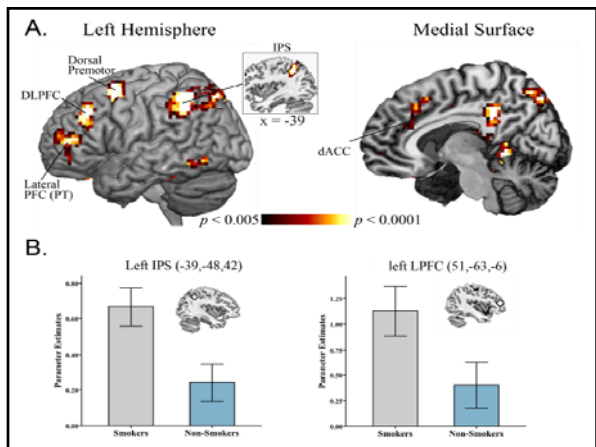 A.
Left Hemisphere
Medial Surface
IPS
Dorsal
Premotor
DLPFC
x = -39
dACC
Lateral
PFC (PT)
p < 0.005
p < 0.0001
B.
Left IPS (-39,-48,42)
left LPFC (51,-63,-6)
Parameter Estimates
0.80
0.60
0.40
0.20
0.00
Smokers
Non-Smokers
Parameter Estimates
1.25
1.00
0.75
0.50
0.25
0.00
Smokers
Non-Smokers